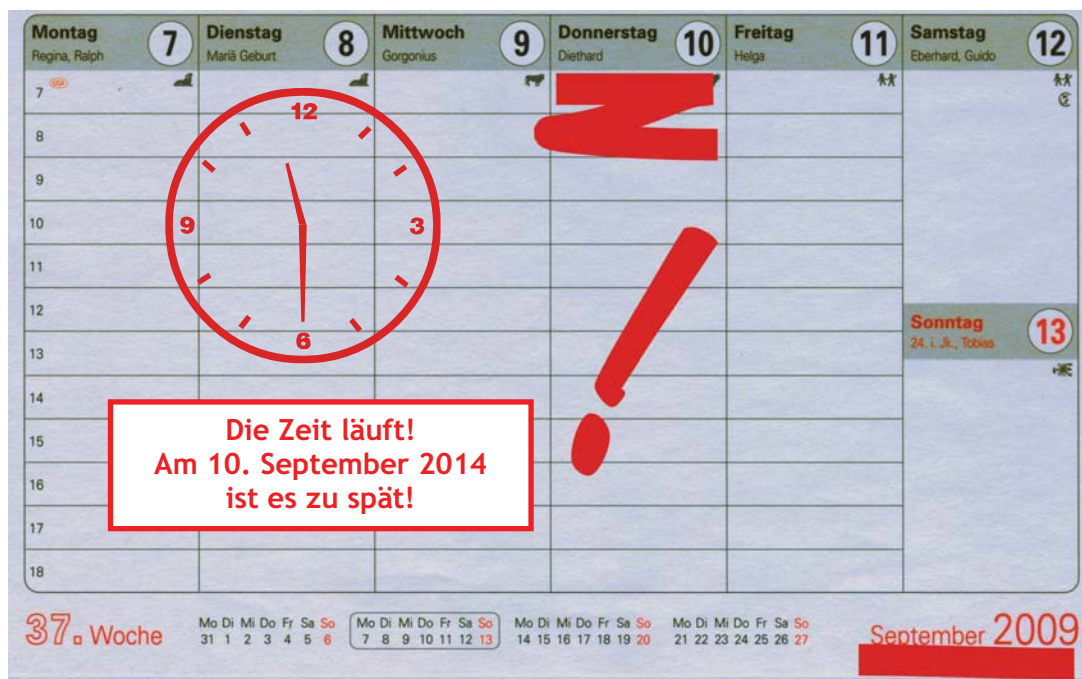 Montag 7
Regina, Ralph
Dienstag 8
Mariä Geburt
Mittwoch 9
Gorgonius
Donnerstag 10
Diethard
Freitag 11
Helga
Samstag 12
Eberhard, Guido
7
8
9
10
11
12
13
14
15
16
17
18
12
3
6
9
Sonntag 13
24. i. Jk., Tobias
Die Zeit läuft!
Am 10. September 2014
ist es zu spät!
37. Woche
Mo Di Mi Do Fr Sa So
31 1 2 3 4 5 6
Mo Di Mi Do Fr Sa So
7 8 9 10 11 12 13
Mo Di Mi Do Fr Sa So
14 15 16 17 18 19 20
Mo Di Mi Do Fr Sa So
21 22 23 24 25 26 27
September 2009